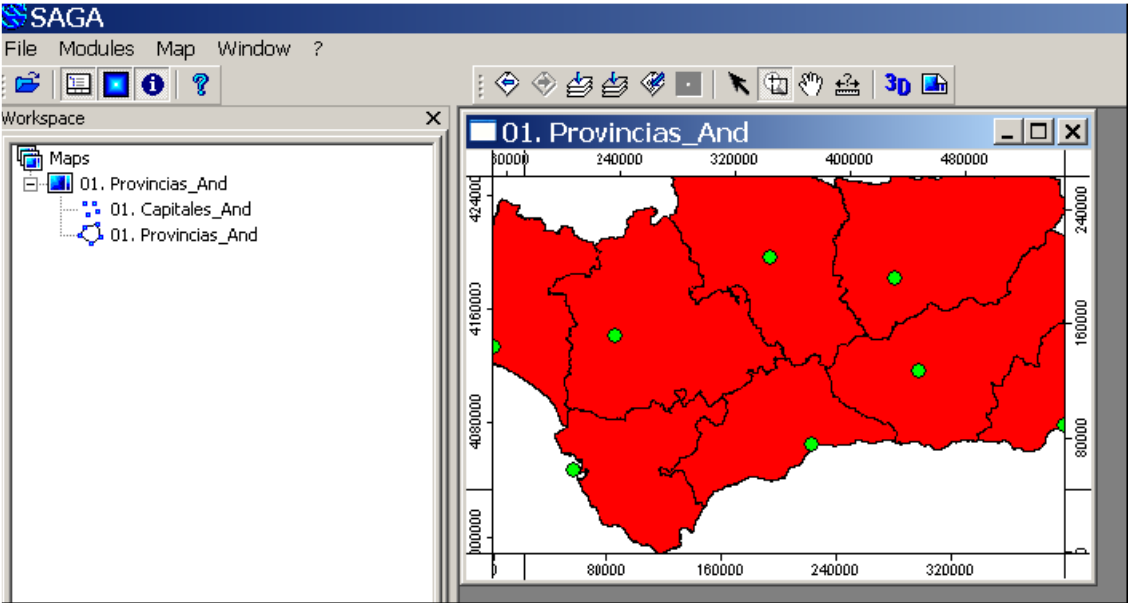 SAGA
File Modules Map Window ?
3D
Workspace
Maps
01. Provincias_And
01. Capitales_And
01. Provincias_And
01. Provincias_And
240000 320000 400000 480000
4160000
4080000
240000
160000
80000
0
80000 160000 240000 320000